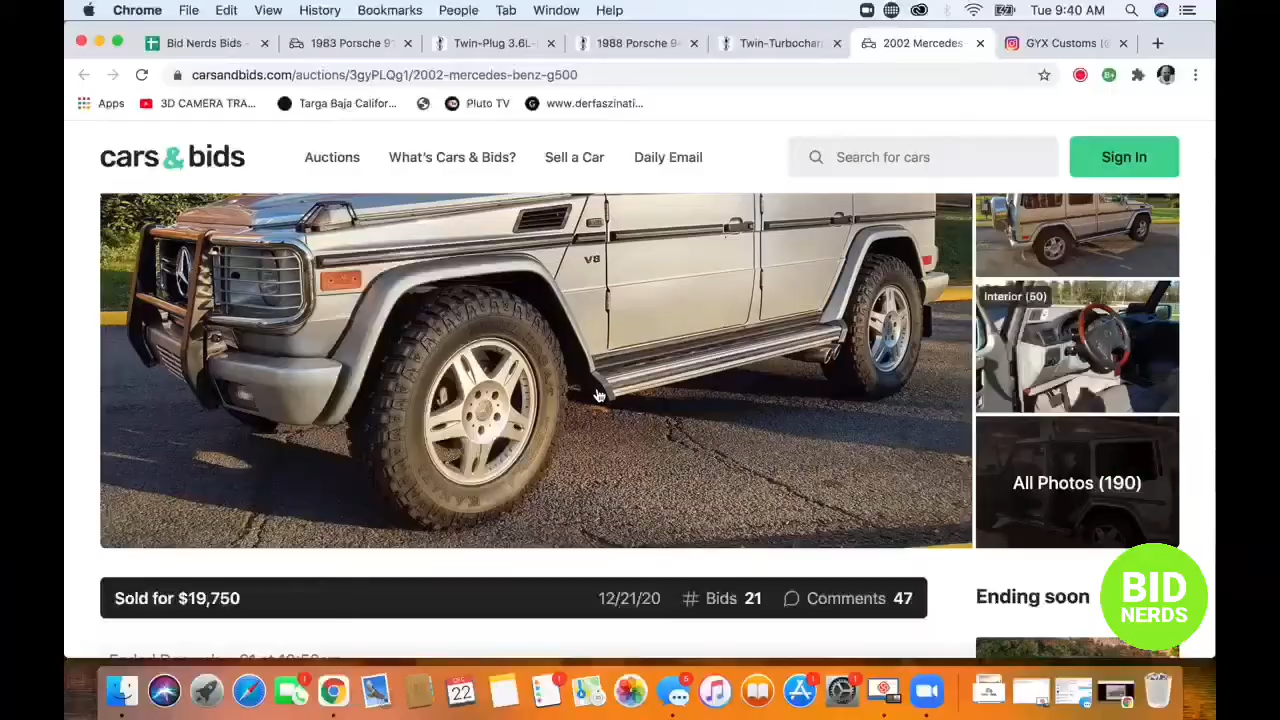 Chrome File Edit View History Bookmarks People Tab Window Help Tue 9:40 AM
Bid Nerds Bids - 1983 Porsche 91 Twin-Plug 3.6L- 1988 Porsche 9 Twin-Turbochar 2002 Mercedes GYX Customs (@
carsandbids.com/auctions/3gyPLQg1/2002-mercedes-benz-g500
Apps 3D CAMERA TRA... Targa Baja Califor... Pluto TV www.derfaszinati...
cars & bids Auctions What's Cars & Bids? Sell a Car Daily Email Search for cars Sign In
V8
Interior (50)
All Photos (190)
Sold for $19,750 12/21/20 # Bids 21 Comments 47
Ending soon
BID
NERDS
DEC
22